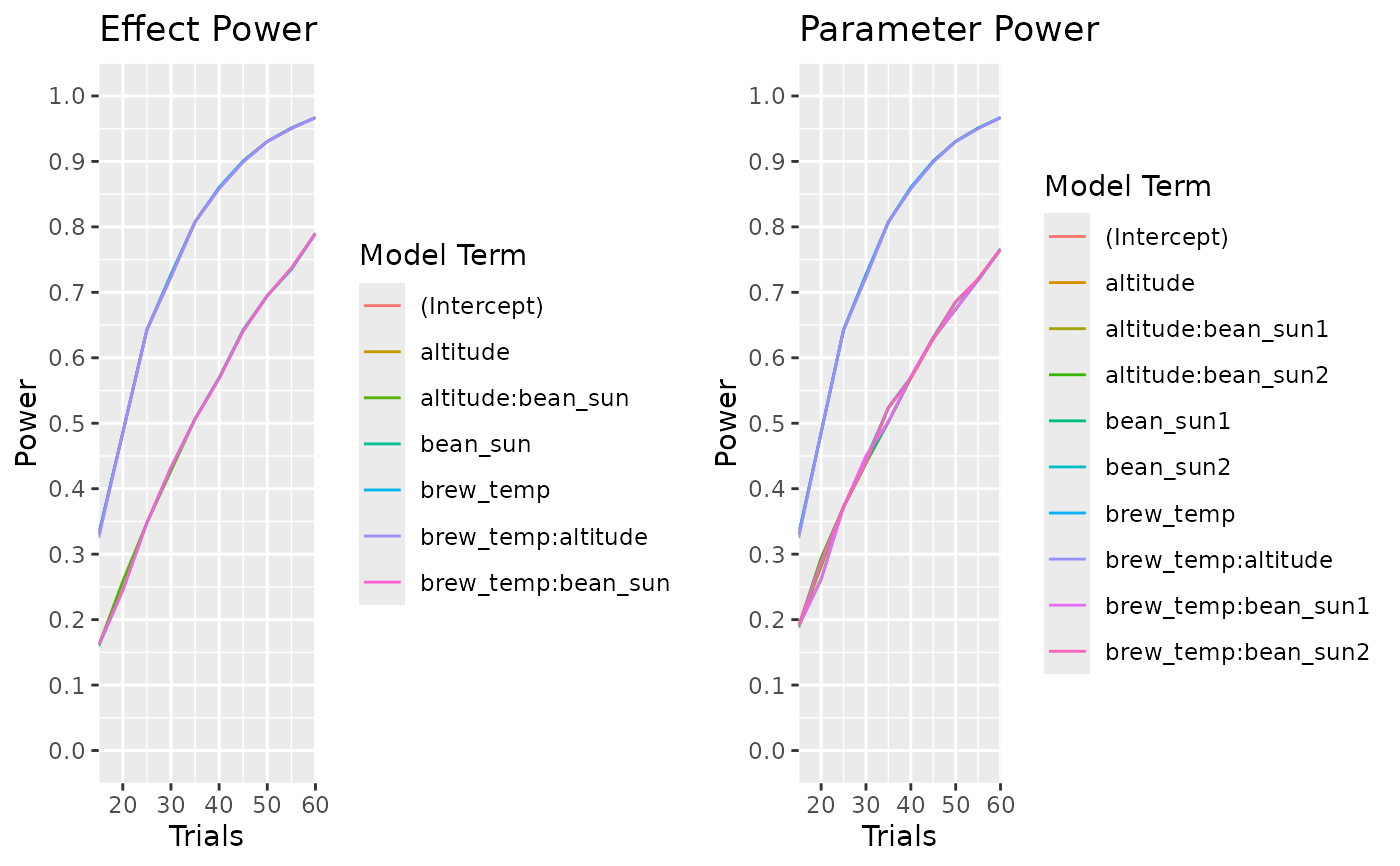 Effect Power
Power
1.0
0.9
0.8
0.7
0.6
0.5
0.4
0.3
0.2
0.1
0.0
20 30 40 50 60
Trials
Model Term
(Intercept)
altitude
altitude:bean_sun
bean_sun
brew_temp
brew_temp:altitude
brew_temp:bean_sun
Parameter Power
Power
1.0
0.9
0.8
0.7
0.6
0.5
0.4
0.3
0.2
0.1
0.0
20 30 40 50 60
Trials
Model Term
(Intercept)
altitude
altitude:bean_sun1
altitude:bean_sun2
bean_sun1
bean_sun2
brew_temp
brew_temp:altitude
brew_temp:bean_sun1
brew_temp:bean_sun2